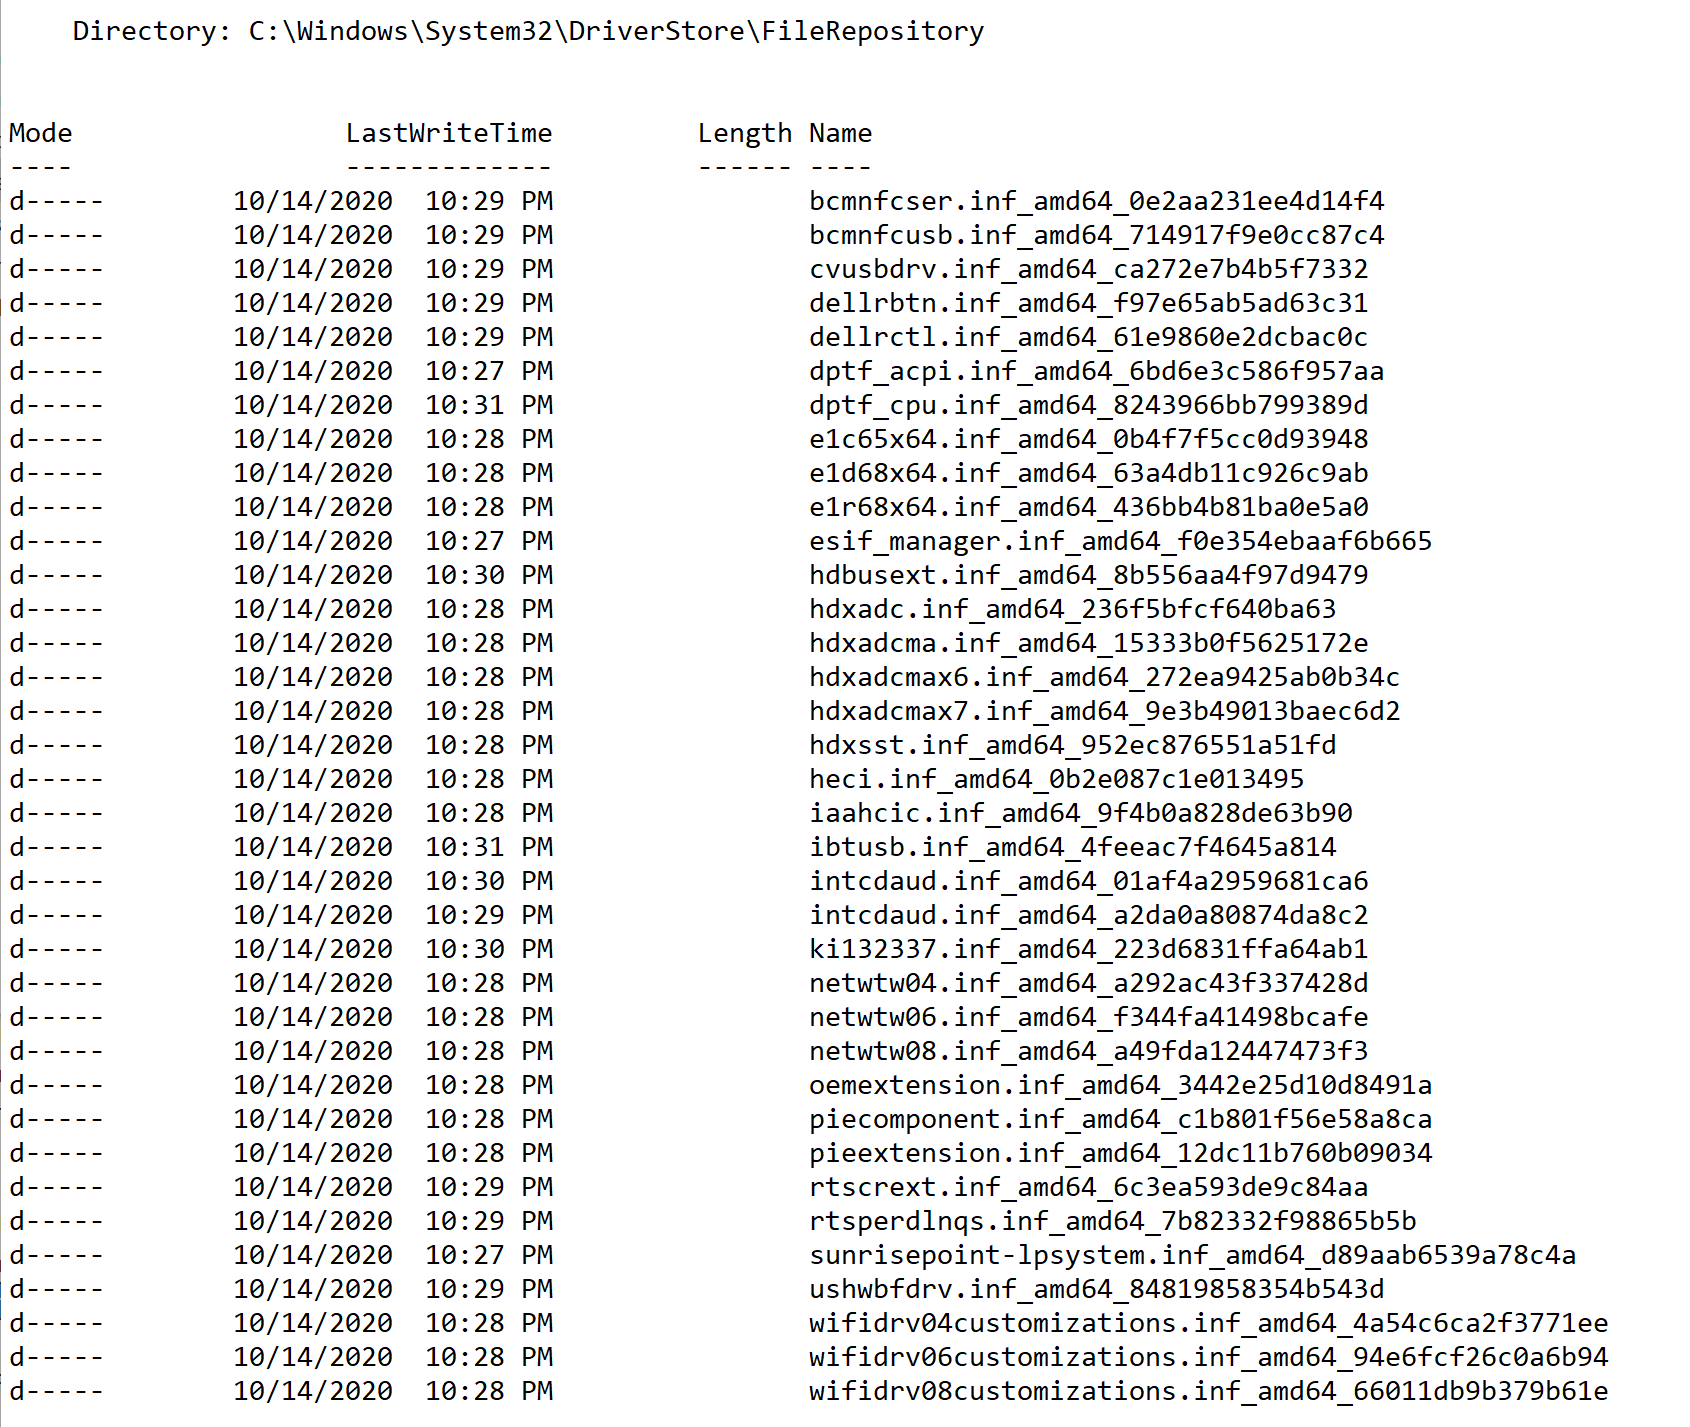 Directory: C:\Windows\System32\DriverStore\FileRepository
Mode                 LastWriteTime         Length Name
----                 -------------         ------ ----
d-----        10/14/2020  10:29 PM                bcmnfcser.inf_amd64_0e2aa231ee4d14f4
d-----        10/14/2020  10:29 PM                bcmnfcusb.inf_amd64_714917f9e0cc87c4
d-----        10/14/2020  10:29 PM                cvusbdrv.inf_amd64_ca272e7b4b5f7332
d-----        10/14/2020  10:29 PM                dellrbtn.inf_amd64_f97e65ab5ad63c31
d-----        10/14/2020  10:29 PM                dellrctl.inf_amd64_61e9860e2dcbac0c
d-----        10/14/2020  10:27 PM                dptf_acpi.inf_amd64_6bd6e3c586f957aa
d-----        10/14/2020  10:31 PM                dptf_cpu.inf_amd64_8243966bb799389d
d-----        10/14/2020  10:28 PM                e1c65x64.inf_amd64_0b4f7f5cc0d93948
d-----        10/14/2020  10:28 PM                e1d68x64.inf_amd64_63a4db11c926c9ab
d-----        10/14/2020  10:28 PM                e1r68x64.inf_amd64_436bb4b81ba0e5a0
d-----        10/14/2020  10:27 PM                esif_manager.inf_amd64_f0e354ebaaf6b665
d-----        10/14/2020  10:30 PM                hdbusext.inf_amd64_8b556aa4f97d9479
d-----        10/14/2020  10:28 PM                hdxadc.inf_amd64_236f5bfcf640ba63
d-----        10/14/2020  10:28 PM                hdxadcma.inf_amd64_15333b0f5625172e
d-----        10/14/2020  10:28 PM                hdxadcmax6.inf_amd64_272ea9425ab0b34c
d-----        10/14/2020  10:28 PM                hdxadcmax7.inf_amd64_9e3b49013baec6d2
d-----        10/14/2020  10:28 PM                hdxsst.inf_amd64_952ec876551a51fd
d-----        10/14/2020  10:28 PM                heci.inf_amd64_0b2e087c1e013495
d-----        10/14/2020  10:28 PM                iaahcic.inf_amd64_9f4b0a828de63b90
d-----        10/14/2020  10:31 PM                ibtusb.inf_amd64_4feeac7f4645a814
d-----        10/14/2020  10:30 PM                intcdaud.inf_amd64_01af4a2959681ca6
d-----        10/14/2020  10:29 PM                intcdaud.inf_amd64_a2da0a80874da8c2
d-----        10/14/2020  10:30 PM                ki132337.inf_amd64_223d6831ffa64ab1
d-----        10/14/2020  10:28 PM                netwtw04.inf_amd64_a292ac43f337428d
d-----        10/14/2020  10:28 PM                netwtw06.inf_amd64_f344fa41498bcafe
d-----        10/14/2020  10:28 PM                netwtw08.inf_amd64_a49fda12447473f3
d-----        10/14/2020  10:28 PM                oemextension.inf_amd64_3442e25d10d8491a
d-----        10/14/2020  10:28 PM                piecomponent.inf_amd64_c1b801f56e58a8ca
d-----        10/14/2020  10:28 PM                pieextension.inf_amd64_12dc11b760b09034
d-----        10/14/2020  10:29 PM                rtscrext.inf_amd64_6c3ea593de9c84aa
d-----        10/14/2020  10:29 PM                rtsperdlnqs.inf_amd64_7b82332f98865b5b
d-----        10/14/2020  10:27 PM                sunrisepoint-lpsystem.inf_amd64_d89aab6539a78c4a
d-----        10/14/2020  10:29 PM                ushwbfdrv.inf_amd64_84819858354b543d
d-----        10/14/2020  10:28 PM                wifidrv04customizations.inf_amd64_4a54c6ca2f3771ee
d-----        10/14/2020  10:28 PM                wifidrv06customizations.inf_amd64_94e6fcf26c0a6b94
d-----        10/14/2020  10:28 PM                wifidrv08customizations.inf_amd64_66011db9b379b61e